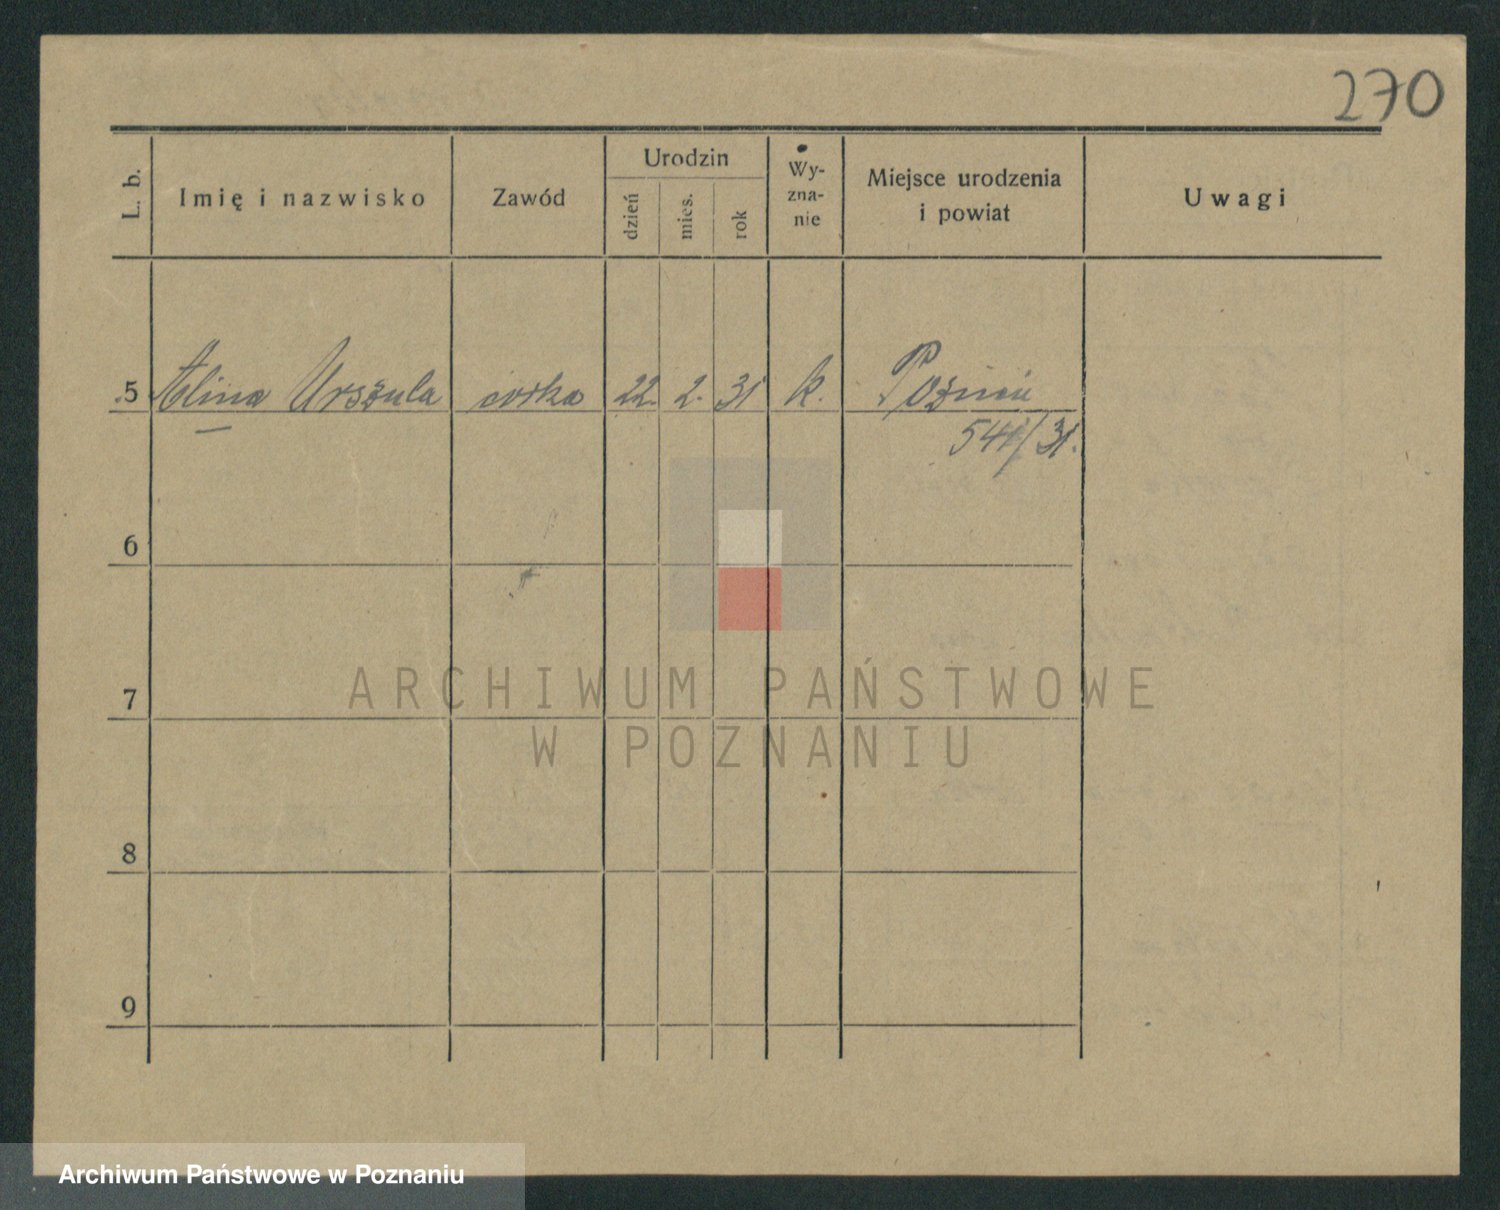 270
L. b.
Imię i nazwisko
Zawód
Urodzin
dzień
mies.
rok
Wy-
zna-
nie
Miejsce urodzenia
i powiat
Uwagi
5 Alina Urszula córka 22. 2. 31 k. Poznań
541/31.
6
7
8
9
ARCHIWUM PAŃSTWOWE
W POZNANIU
Archiwum Państwowe w Poznaniu